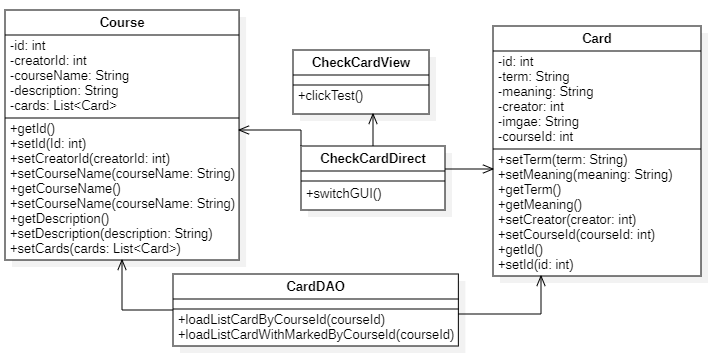 Course
-id: int
-creatorId: int
-courseName: String
-description: String
-cards: List<Card>
+getId()
+setId(Id: int)
+setCreatorId(creatorId: int)
+setCourseName(courseName: String)
+getCourseName()
+setCourseName(courseName: String)
+getDescription()
+setDescription(description: String)
+setCards(cards: List<Card>)
CheckCardView
+clickTest()
CheckCardDirect
+switchGUI()
Card
-id: int
-term: String
-meaning: String
-creator: int
-imgae: String
-courseId: int
+setTerm(term: String)
+setMeaning(meaning: String)
+getTerm()
+getMeaning()
+setCreator(creator: int)
+setCourseId(courseId: int)
+getId()
+setId(id: int)
CardDAO
+loadListCardByCourseId(courseId)
+loadListCardWithMarkedByCourseId(courseId)